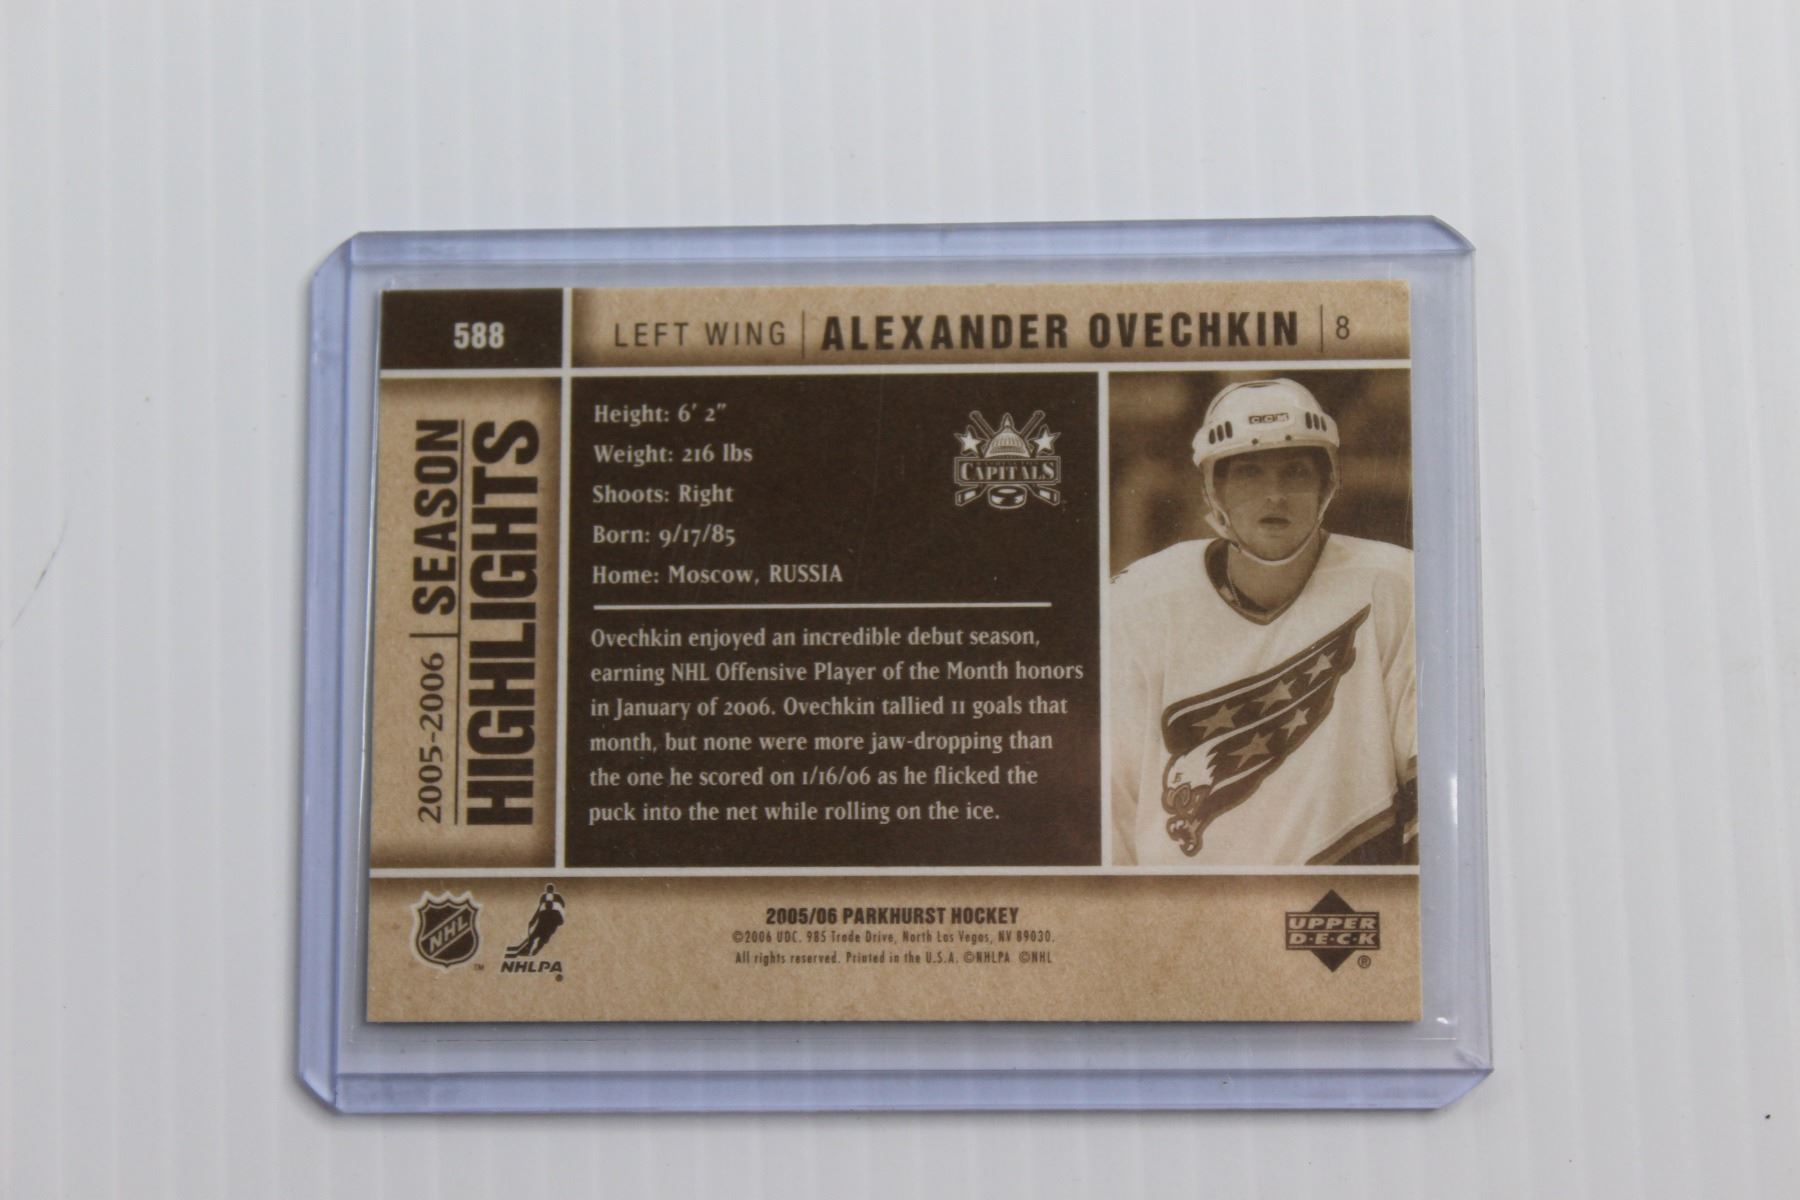 588
LEFT WING | ALEXANDER OVECHKIN | 8
2005-2006 | SEASON
HIGHLIGHTS
Height: 6' 2"
Weight: 216 lbs
Shoots: Right
Born: 9/17/85
Home: Moscow, RUSSIA
CAPITALS
CCM
Ovechkin enjoyed an incredible debut season,
earning NHL Offensive Player of the Month honors
in January of 2006. Ovechkin tallied 11 goals that
month, but none were more jaw-dropping than
the one he scored on 1/16/06 as he flicked the
puck into the net while rolling on the ice.
NHL
TM
NHLPA
®
2005/06 PARKHURST HOCKEY
©2006 UDC. 985 Trade Drive, North Las Vegas, NV 89030.
All rights reserved. Printed in the U.S.A. ©NHLPA ©NHL
UPPER
D·E·C·K
®